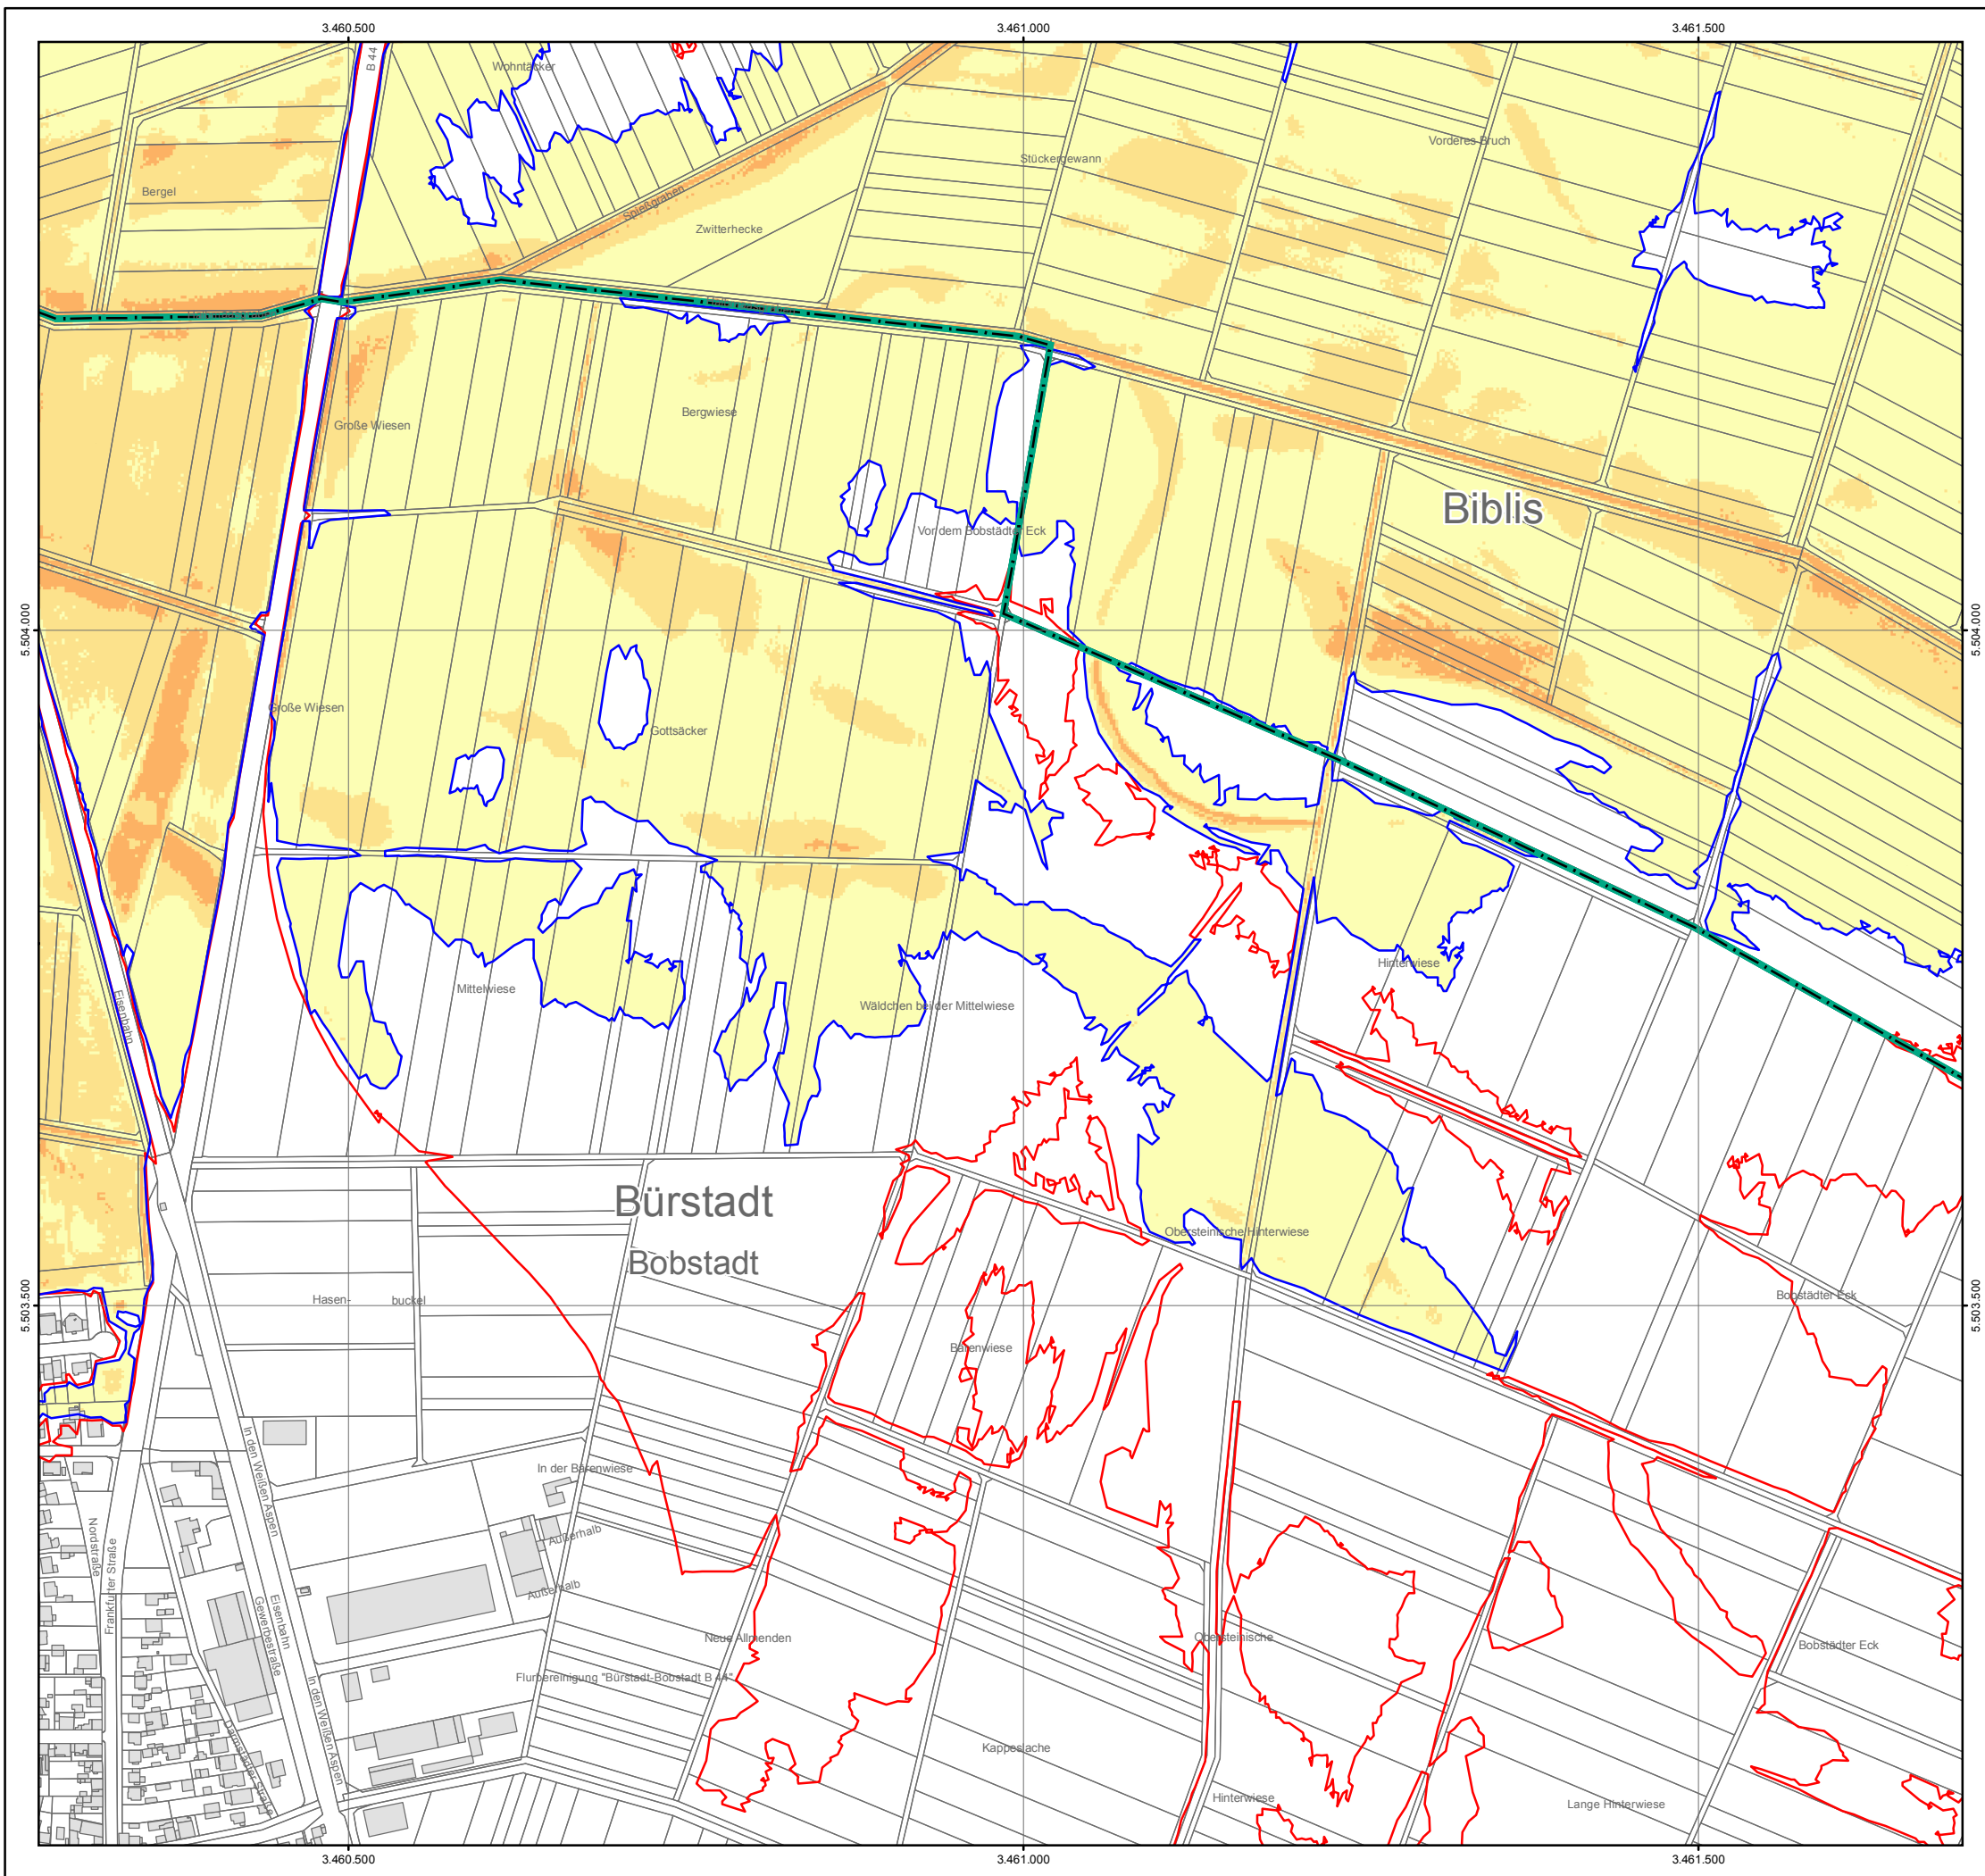 3.460.500
3.461.000
3.461.500
B 44
Wohntäcker
Vorderes Bruch
Stückergewann
Bergel
Spießgraben
Zwitterhecke
Bergwiese
Große Wiesen
Biblis
Vor dem Bobstädter Eck
5.504.000
5.504.000
Große Wiesen
Gottsäcker
Hinterwiese
Mittelwiese
Wäldchen bei der Mittelwiese
Eisenbahn
Bürstadt
Obersteinische Hinterwiese
Bobstadt
Hasen-
buckel
Bobstädter Eck
5.503.500
5.503.500
Bärenwiese
In den Weißen Aspen
In der Bärenwiese
Außerhalb
Nordstraße
Frankfurter Straße
Außerhalb
Eisenbahn
Gewerbestraße
Neue Allmenden
Obersteinische
Bobstädter Eck
Flurbereinigung "Bürstadt-Bobstadt B 44"
In den Weißen Aspen
Darmstädter Straße
Kappeslache
Hinterwiese
Lange Hinterwiese
3.460.500
3.461.000
3.461.500